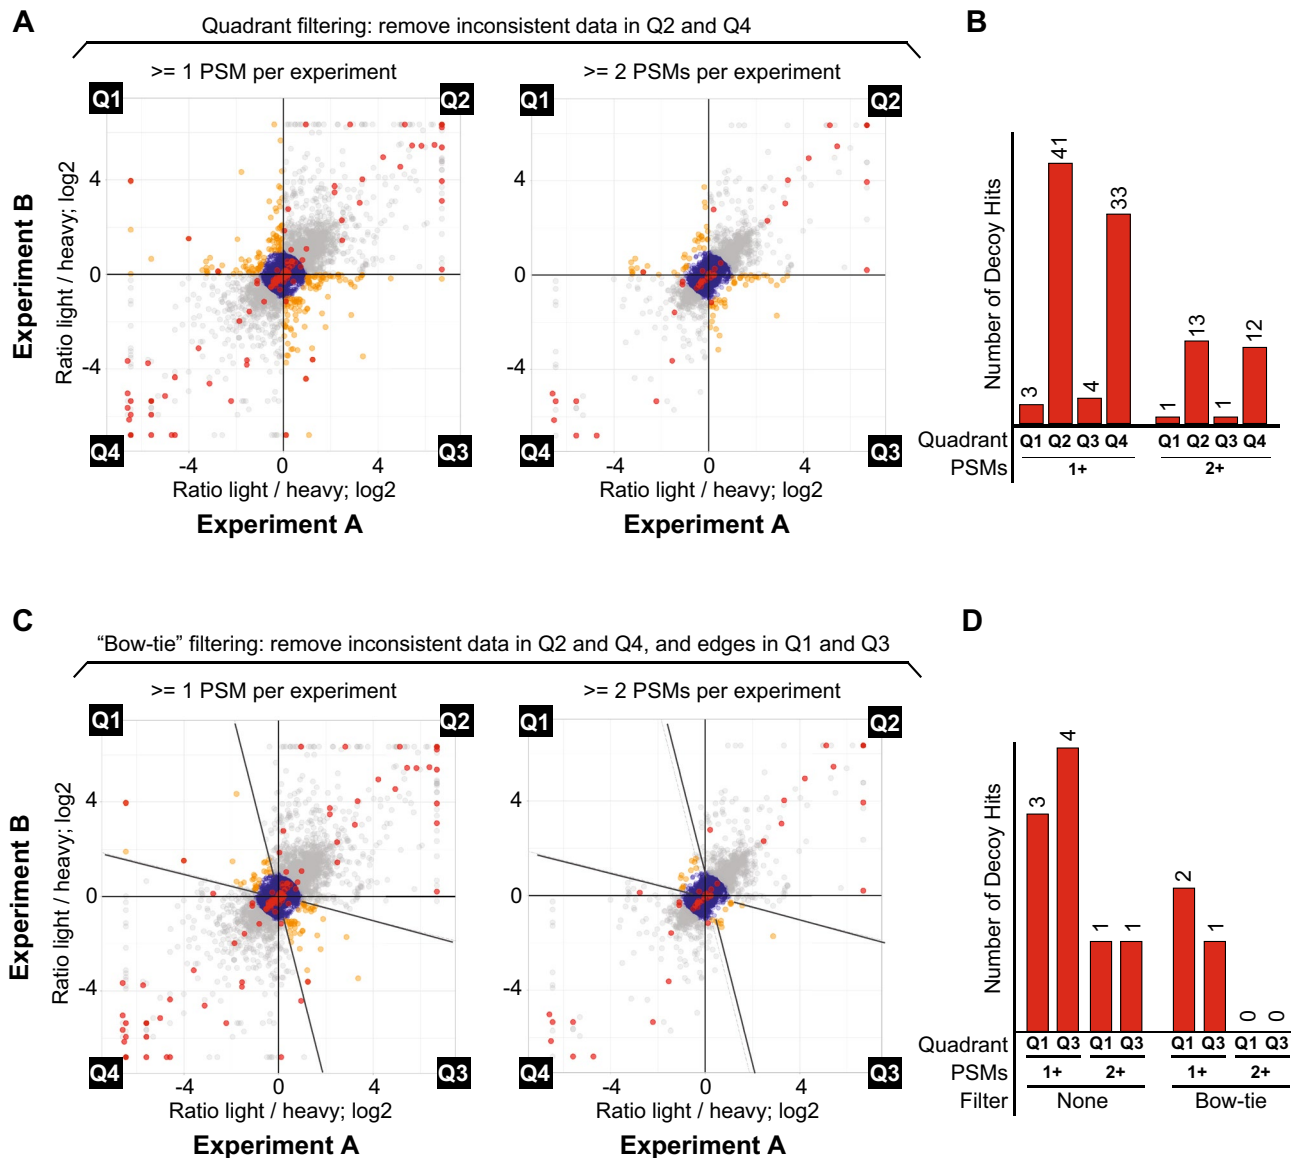 A
Quadrant filtering: remove inconsistent data in Q2 and Q4
>= 1 PSM per experiment
>= 2 PSMs per experiment
Q1
Q2
Q1
Q2
Experiment B
Ratio light / heavy; log2
4
0
-4
4
0
-4
Q4
Q3
Q4
Q3
-4
0
4
-4
0
4
Ratio light / heavy; log2
Ratio light / heavy; log2
Experiment A
Experiment A
B
Number of Decoy Hits
3
41
4
33
1
13
1
12
Quadrant
Q1 Q2 Q3 Q4
Q1 Q2 Q3 Q4
PSMs
1+
2+
C
“Bow-tie” filtering: remove inconsistent data in Q2 and Q4, and edges in Q1 and Q3
>= 1 PSM per experiment
>= 2 PSMs per experiment
Q1
Q2
Q1
Q2
Experiment B
Ratio light / heavy; log2
4
0
-4
4
0
-4
Q4
Q3
Q4
Q3
-4
0
4
-4
0
4
Ratio light / heavy; log2
Ratio light / heavy; log2
Experiment A
Experiment A
D
Number of Decoy Hits
3
4
1
1
2
1
0
0
Quadrant
Q1 Q3 Q1 Q3
Q1 Q3 Q1 Q3
PSMs
1+
2+
1+
2+
Filter
None
Bow-tie